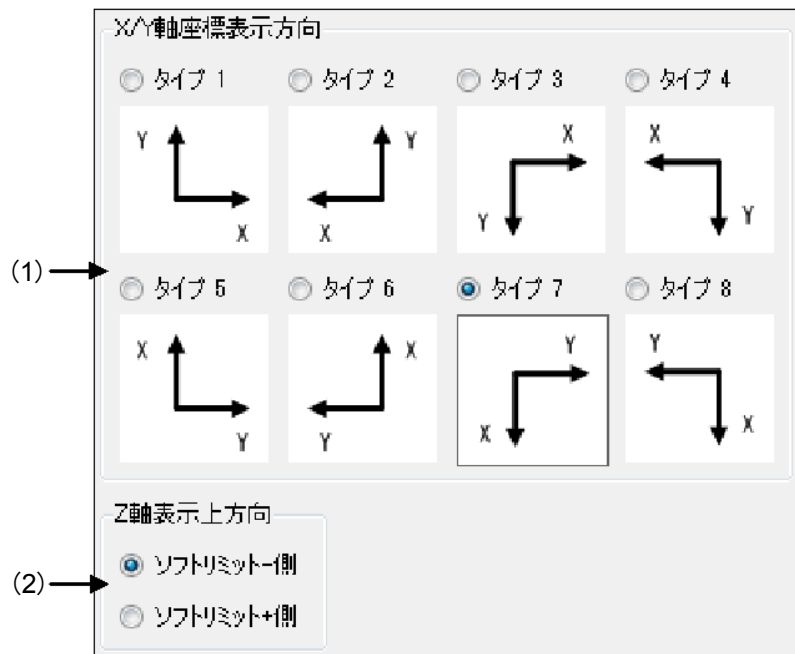 X/Y軸座標表示方向
タイプ 1 タイプ 2 タイプ 3 タイプ 4
Y Y X X
X X Y Y
(1)
タイプ 5 タイプ 6 タイプ 7 タイプ 8
X X Y Y
Y Y X X
Z軸表示上方向
ソフトリミット-側
(2)
ソフトリミット+側